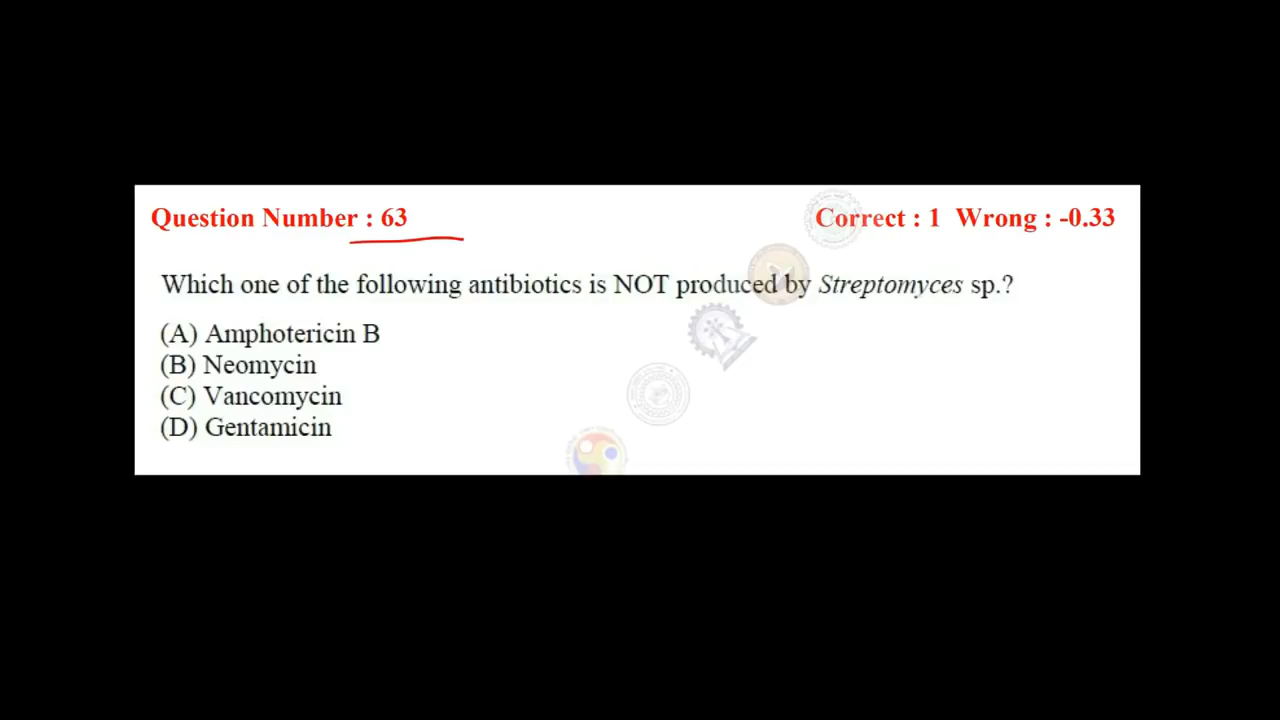 Question Number : 63 Correct : 1 Wrong : -0.33
Which one of the following antibiotics is NOT produced by Streptomyces sp.?
(A) Amphotericin B
(B) Neomycin
(C) Vancomycin
(D) Gentamicin